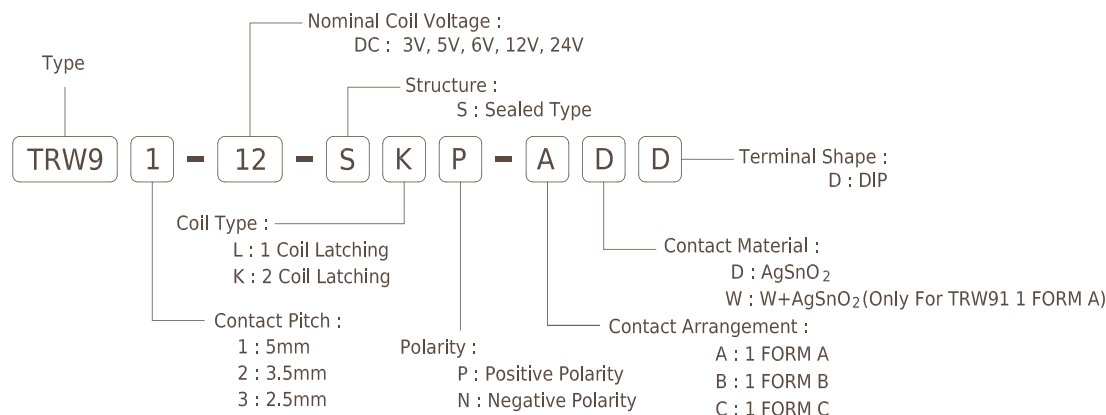 Nominal Coil Voltage :
DC : 3V, 5V, 6V, 12V, 24V
Type
Structure :
S : Sealed Type
TRW9 1 - 12 - S K P - A D D
Terminal Shape :
D : DIP
Coil Type :
L : 1 Coil Latching
K : 2 Coil Latching
Contact Material :
D : AgSnO₂
W : W+AgSnO₂(Only For TRW91 1 FORM A)
Contact Pitch :
1 : 5mm
2 : 3.5mm
3 : 2.5mm
Polarity :
P : Positive Polarity
N : Negative Polarity
Contact Arrangement :
A : 1 FORM A
B : 1 FORM B
C : 1 FORM C